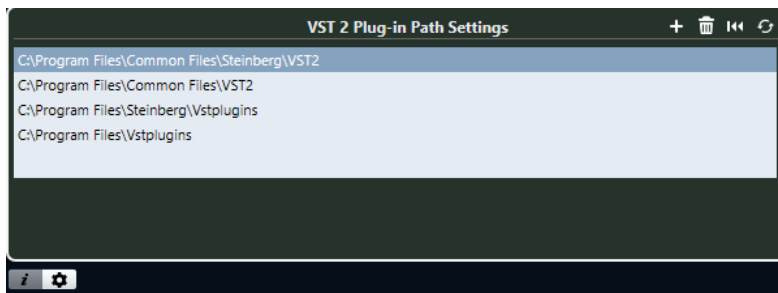 VST 2 Plug-in Path Settings
C:\Program Files\Common Files\Steinberg\VST2
C:\Program Files\Common Files\VST2
C:\Program Files\Steinberg\Vstplugins
C:\Program Files\Vstplugins
i